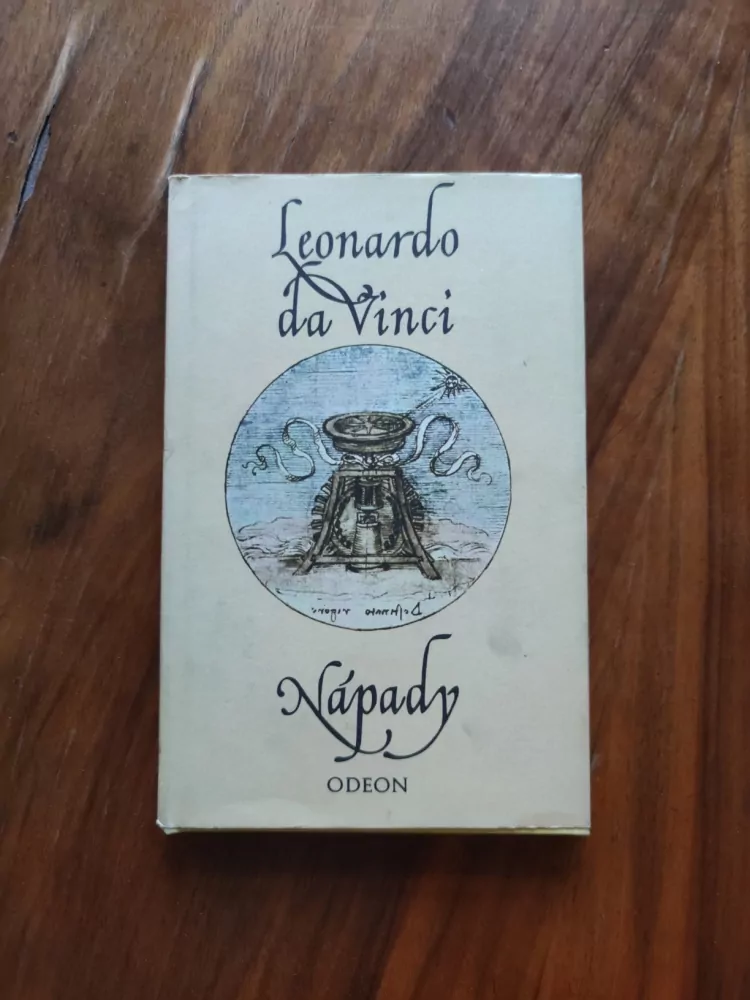 Leonardo
da Vinci
Nápady
ODEON